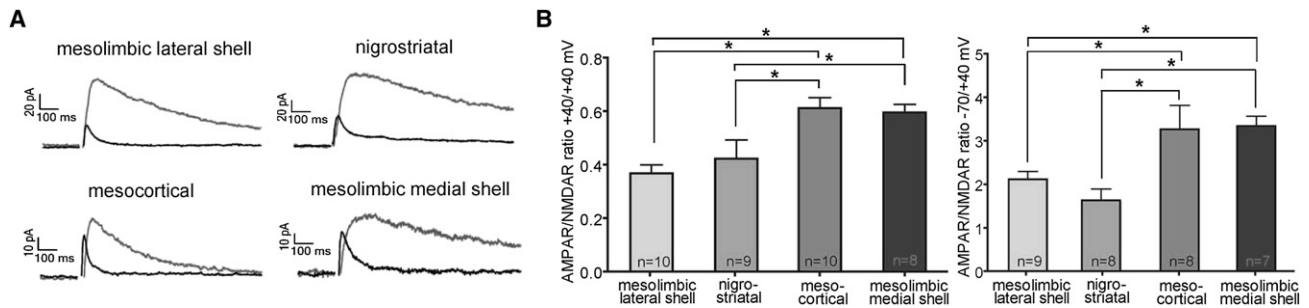 A
mesolimbic lateral shell
20 pA
100 ms
nigrostriatal
20 pA
100 ms
mesocortical
10 pA
100 ms
mesolimbic medial shell
10 pA
100 ms
B
AMPAR/NMDAR ratio +40/+40 mV
0.8
0.6
0.4
0.2
0.0
*
*
*
*
n=10
n=9
n=10
n=8
mesolimbic
lateral shell
nigro-
striatal
meso-
cortical
mesolimbic
medial shell
AMPAR/NMDAR ratio -70/+40 mV
5
4
3
2
1
0
*
*
*
*
n=9
n=8
n=8
n=7
mesolimbic
lateral shell
nigro-
striatal
meso-
cortical
mesolimbic
medial shell